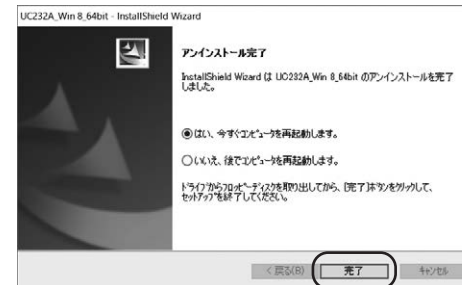 UC232A_Win 8_64bit - InstallShield Wizard
アンインストール完了
InstallShield Wizard は UC232A_Win 8_64bit のアンインストールを完了
しました。
はい、今すぐコンピュータを再起動します。
いいえ、後でコンピュータを再起動します。
ドライブからフロッピーディスクを取り出してから、[完了]ボタンをクリックして、
セットアップを終了してください。
< 戻る(B)
完了
キャンセル